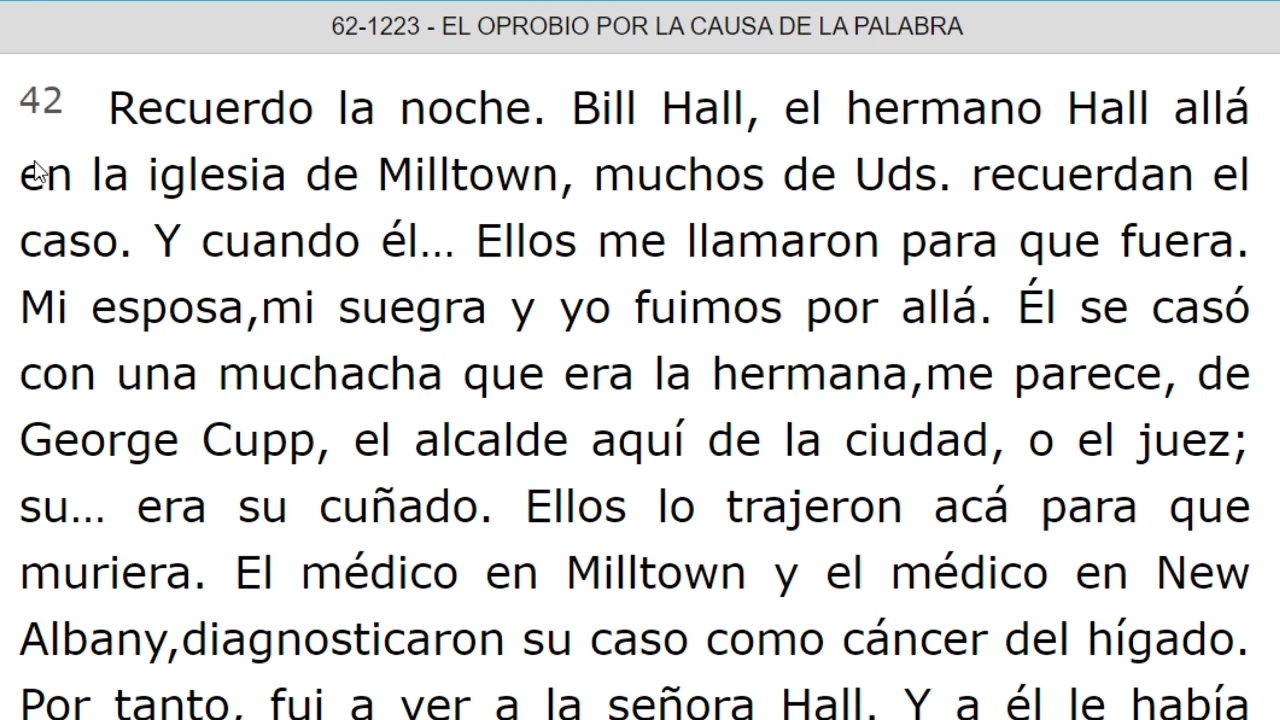 62-1223 - EL OPROBIO POR LA CAUSA DE LA PALABRA
42 Recuerdo la noche. Bill Hall, el hermano Hall allá
en la iglesia de Milltown, muchos de Uds. recuerdan el
caso. Y cuando él... Ellos me llamaron para que fuera.
Mi esposa,mi suegra y yo fuimos por allá. Él se casó
con una muchacha que era la hermana,me parece, de
George Cupp, el alcalde aquí de la ciudad, o el juez;
su... era su cuñado. Ellos lo trajeron acá para que
muriera. El médico en Milltown y el médico en New
Albany,diagnosticaron su caso como cáncer del hígado.
Por tanto, fui a ver a la señora Hall. Y a él le había